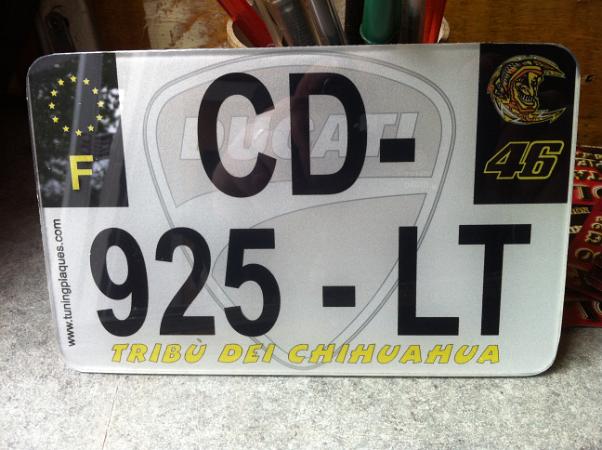 CD-
DUCATI
F
46
925 - LT
www.tuningplaques.com
TRIBÙ DEI CHIHUAHUA